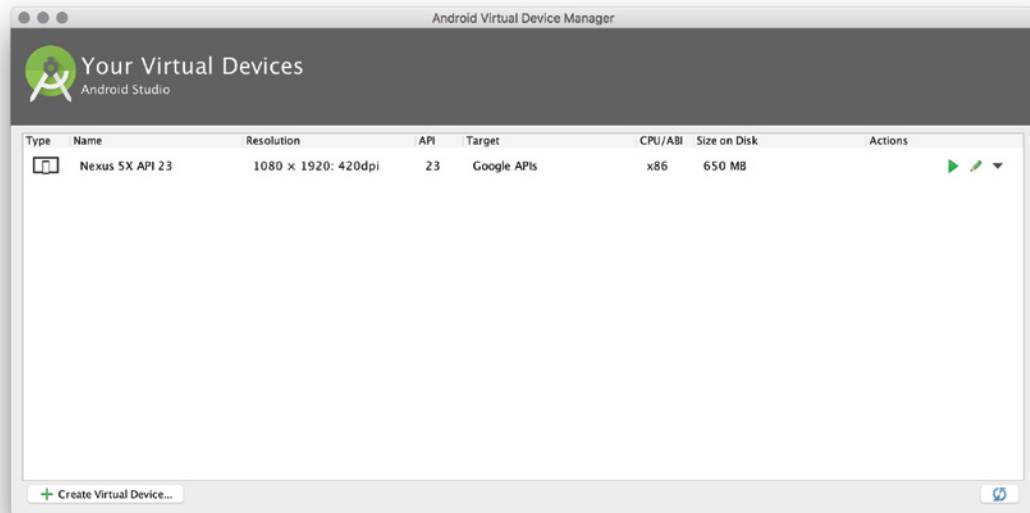 Android Virtual Device Manager
Your Virtual Devices
Android Studio
Type Name Resolution API Target CPU/ABI Size on Disk Actions
Nexus 5X API 23 1080 × 1920: 420dpi 23 Google APIs x86 650 MB
Create Virtual Device...